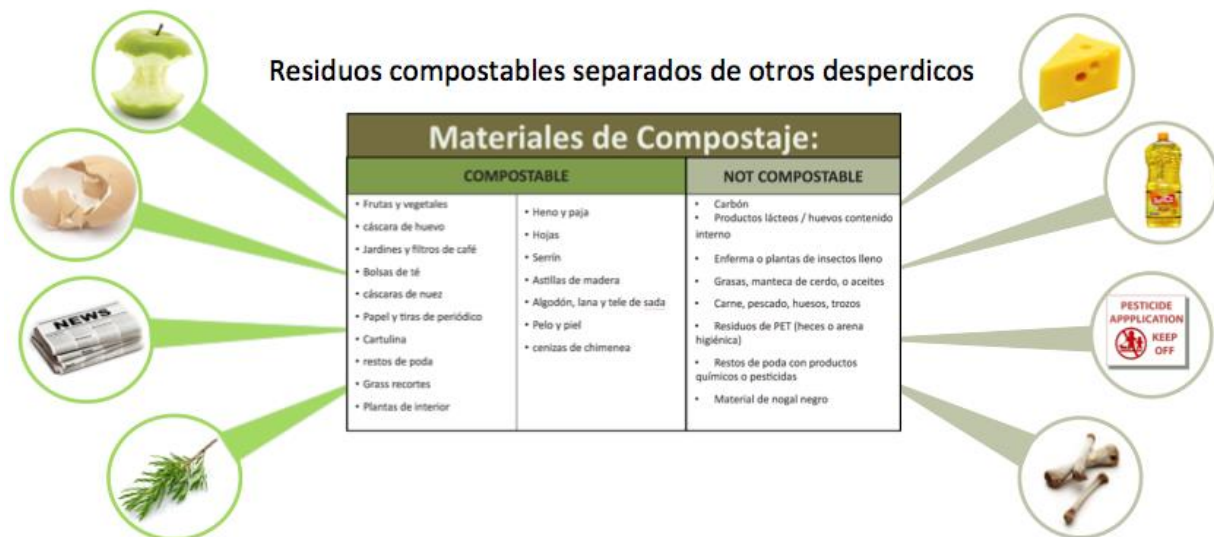 Residuos compostables separados de otros desperdicos
Materiales de Compostaje:
COMPOSTABLE
• Frutas y vegetales
• cáscara de huevo
• Jardines y filtros de café
• Bolsas de té
• cáscaras de nuez
• Papel y tiras de periódico
• Cartulina
• restos de poda
• Grass recortes
• Plantas de interior
• Heno y paja
• Hojas
• Serrín
• Astillas de madera
• Algodón, lana y tele de sada
• Pelo y piel
• cenizas de chimenea
NOT COMPOSTABLE
• Carbón
• Productos lácteos / huevos contenido
interno
• Enferma o plantas de insectos lleno
• Grasas, manteca de cerdo, o aceites
• Carne, pescado, huesos, trozos
• Residuos de PET (heces o arena
higiénica)
• Restos de poda con productos
químicos o pesticidas
• Material de nogal negro
NEWS
PESTICIDE
APPPLICATION
KEEP
OFF